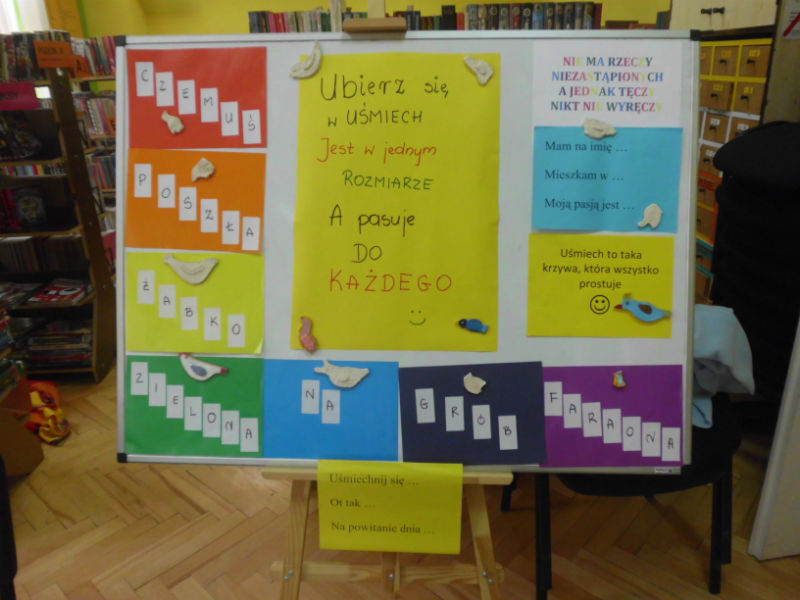 CZEMUŚ
POSZŁA
ŻABKO
ZIELONA
NA
GRÓB
FARAONA
Ubierz się
w UŚMIECH
Jest w jednym
ROZMIARZE
A pasuje
DO
KAŻDEGO
NIE MA RZECZY
NIEZASTĄPIONYCH
A JEDNAK TĘCZY
NIKT NIE WYRĘCZY
Mam na imię ...
Mieszkam w ...
Moją pasją jest ...
Uśmiech to taka
krzywa, która wszystko
prostuje
Uśmiechnij się ...
Ot tak ...
Na powitanie dnia ...